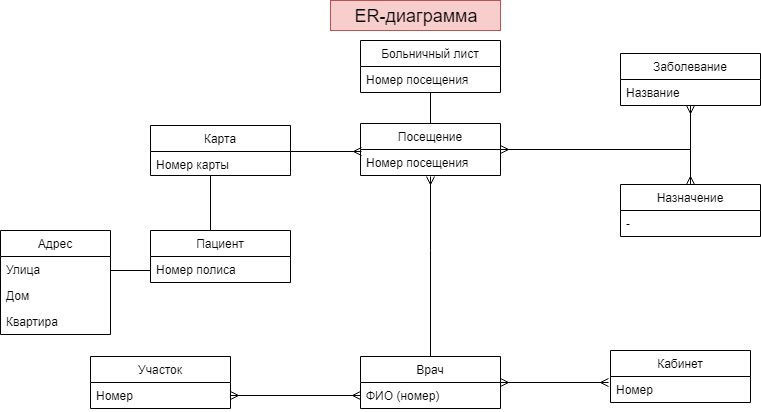 ER-диаграмма
Больничный лист
Номер посещения
Заболевание
Название
Карта
Номер карты
Посещение
Номер посещения
Назначение
-
Адрес
Улица
Дом
Квартира
Пациент
Номер полиса
Участок
Номер
Врач
ФИО (номер)
Кабинет
Номер